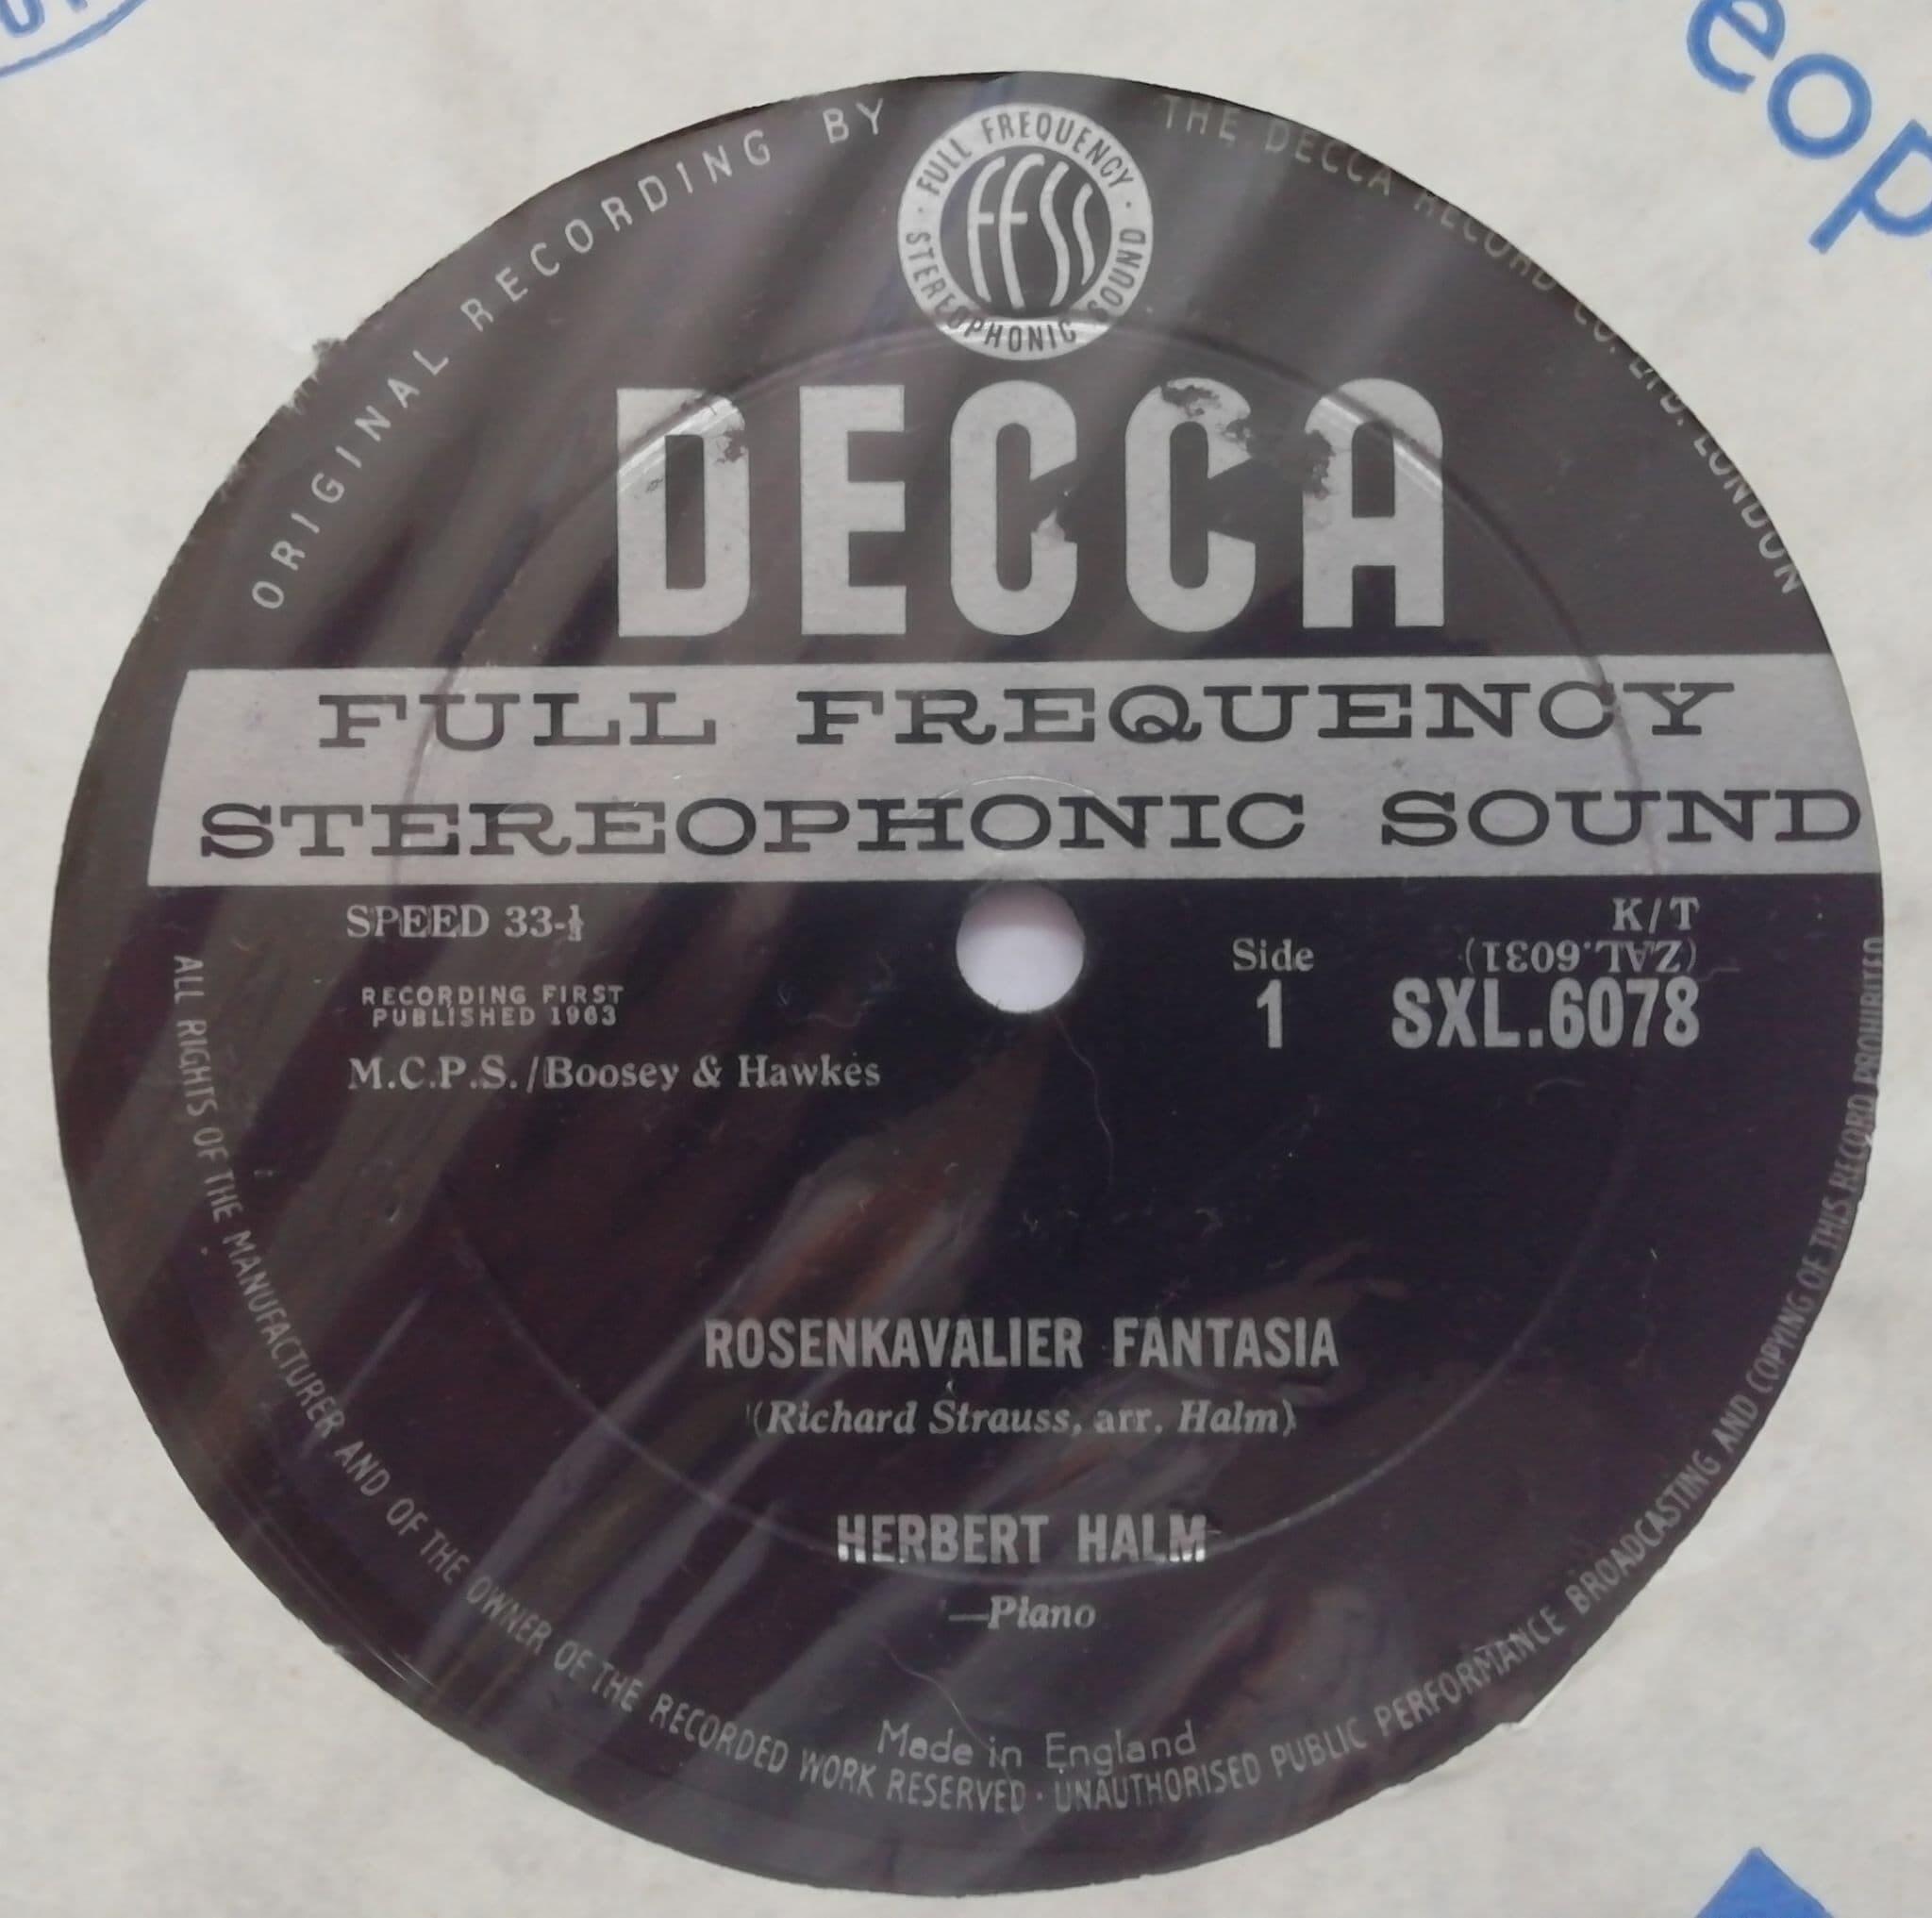 ORIGINAL RECORDING BY THE DECCA RECORD CO. LTD. LONDON
FULL FREQUENCY
FFSS
STEREOPHONIC SOUND
DECCA
FULL FREQUENCY
STEREOPHONIC SOUND
SPEED 33-⅓
K/T
(ZAL.6031)
RECORDING FIRST
PUBLISHED 1963
Side
1
SXL.6078
M.C.P.S./Boosey & Hawkes
ROSENKAVALIER FANTASIA
(Richard Strauss, arr. Halm)
HERBERT HALM
—Piano
Made in England
ALL RIGHTS OF THE MANUFACTURER AND OF THE OWNER OF THE RECORDED WORK RESERVED · UNAUTHORISED PUBLIC PERFORMANCE BROADCASTING AND COPYING OF THIS RECORD PROHIBITED